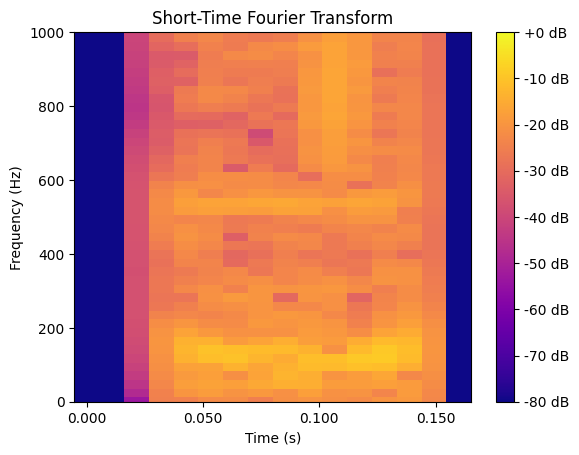 Short-Time Fourier Transform
1000
800
600
400
200
0
Frequency (Hz)
0.000
0.050
0.100
0.150
Time (s)
+0 dB
-10 dB
-20 dB
-30 dB
-40 dB
-50 dB
-60 dB
-70 dB
-80 dB